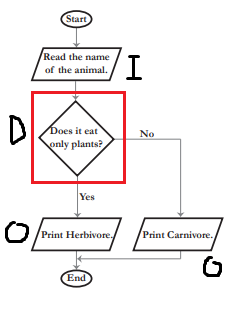 Start
Read the name
of the animal.
I
D
Does it eat
only plants?
No
Yes
O
Print Herbivore.
Print Carnivore.
O
End